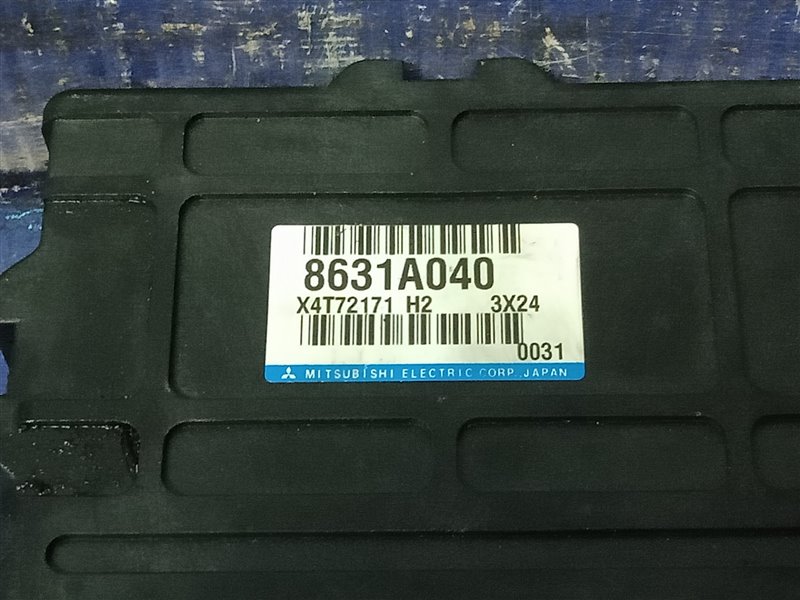 8631A040
X4T72171 H2 3X24
0031
MITSUBISHI ELECTRIC CORP. JAPAN